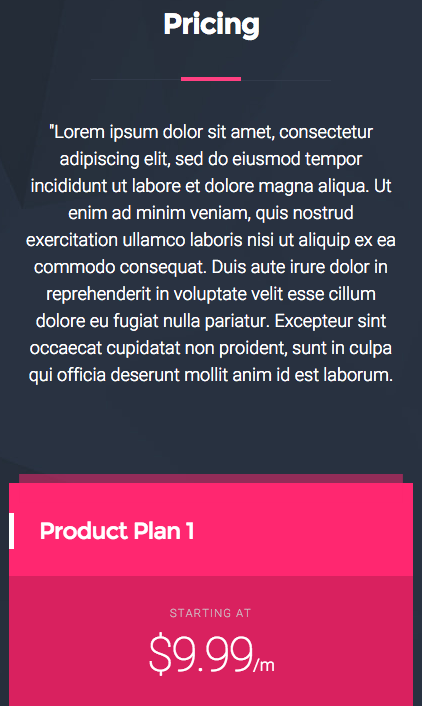 Pricing
"Lorem ipsum dolor sit amet, consectetur
adipiscing elit, sed do eiusmod tempor
incididunt ut labore et dolore magna aliqua. Ut
enim ad minim veniam, quis nostrud
exercitation ullamco laboris nisi ut aliquip ex ea
commodo consequat. Duis aute irure dolor in
reprehenderit in voluptate velit esse cillum
dolore eu fugiat nulla pariatur. Excepteur sint
occaecat cupidatat non proident, sunt in culpa
qui officia deserunt mollit anim id est laborum.
Product Plan 1
STARTING AT
$9.99/m